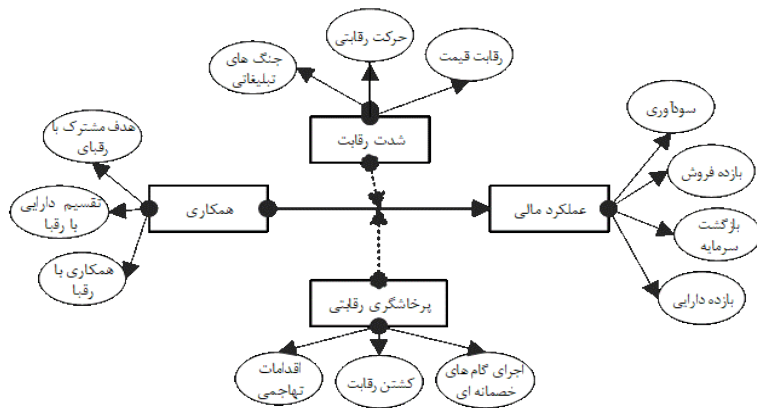 جنگ های
تبلیغاتی
حرکت رقابتی
رقابت قیمت
شدت رقابت
هدف مشترک با
رقبای
تقسیم دارایی
با رقبا
همکاری با
رقبا
همکاری
عملکرد مالی
سودآوری
بازده فروش
بازگشت
سرمایه
بازده دارایی
پرخاشگری رقابتی
اقدامات
تهاجمی
کشتن رقابت
اجرای گام های
خصمانه ای